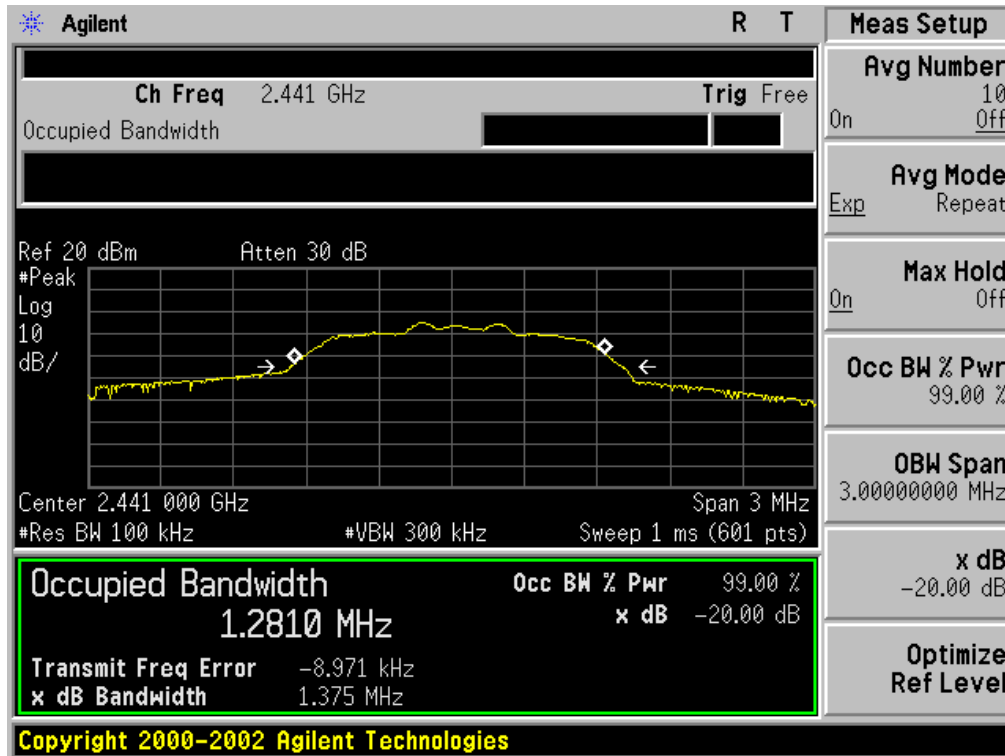 Agilent R T
Ch Freq 2.441 GHz Trig Free
Occupied Bandwidth
Ref 20 dBm Atten 30 dB
#Peak
Log
10
dB/
Center 2.441 000 GHz Span 3 MHz
#Res BW 100 kHz #VBW 300 kHz Sweep 1 ms (601 pts)
Occupied Bandwidth Occ BW % Pwr 99.00 %
1.2810 MHz x dB -20.00 dB
Transmit Freq Error -8.971 kHz
x dB Bandwidth 1.375 MHz
Copyright 2000-2002 Agilent Technologies
Meas Setup
Avg Number
10
On Off
Avg Mode
Exp Repeat
Max Hold
On Off
Occ BW % Pwr
99.00 %
OBW Span
3.00000000 MHz
x dB
-20.00 dB
Optimize
Ref Level